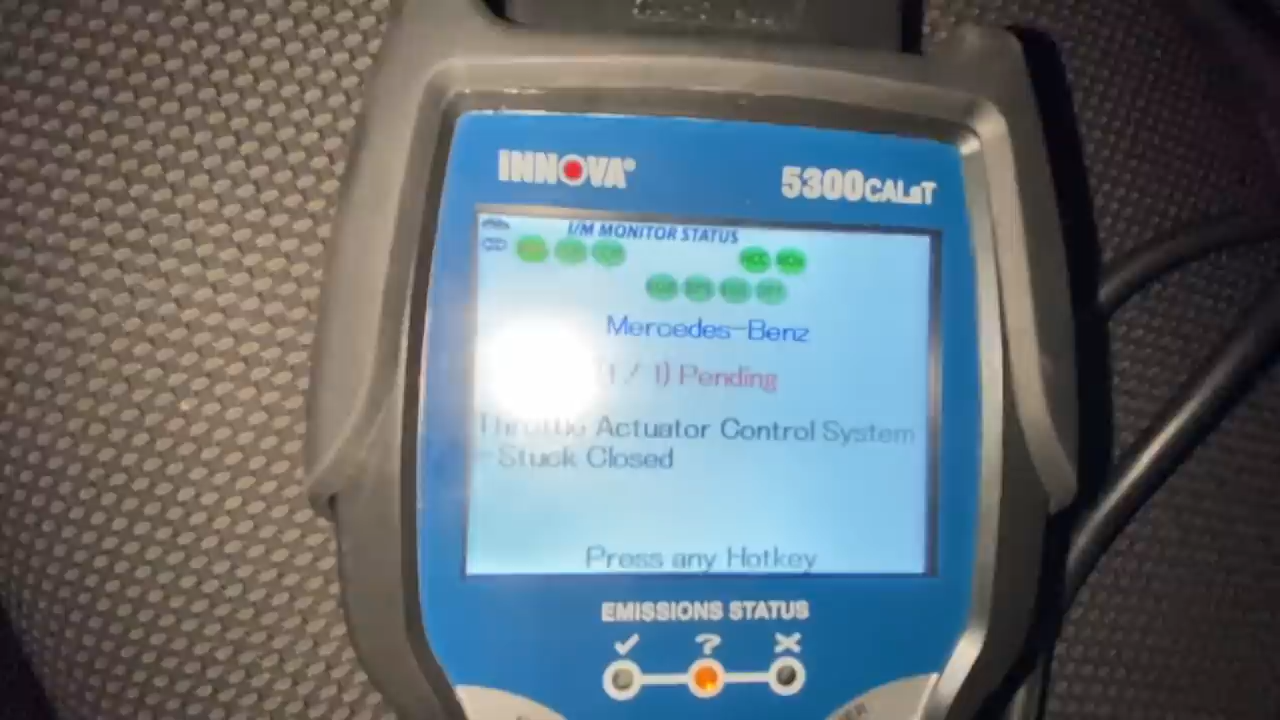 INNOVA®
5300CALsT
I/M MONITOR STATUS
Mercedes-Benz
(1 / 1) Pending
Throttle Actuator Control System
-Stuck Closed
Press any Hotkey
EMISSIONS STATUS
?